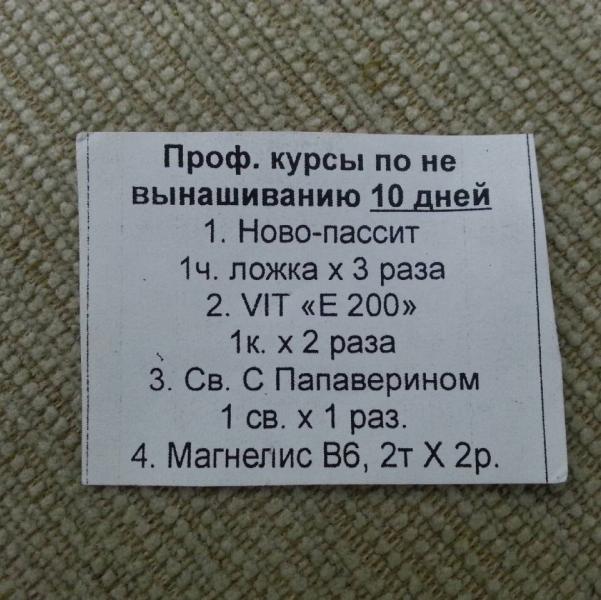 Проф. курсы по не
вынашиванию 10 дней
1. Ново-пассит
1ч. ложка х 3 раза
2. VIT «Е 200»
1к. х 2 раза
3. Св. С Папаверином
1 св. х 1 раз.
4. Магнелис В6, 2т Х 2р.